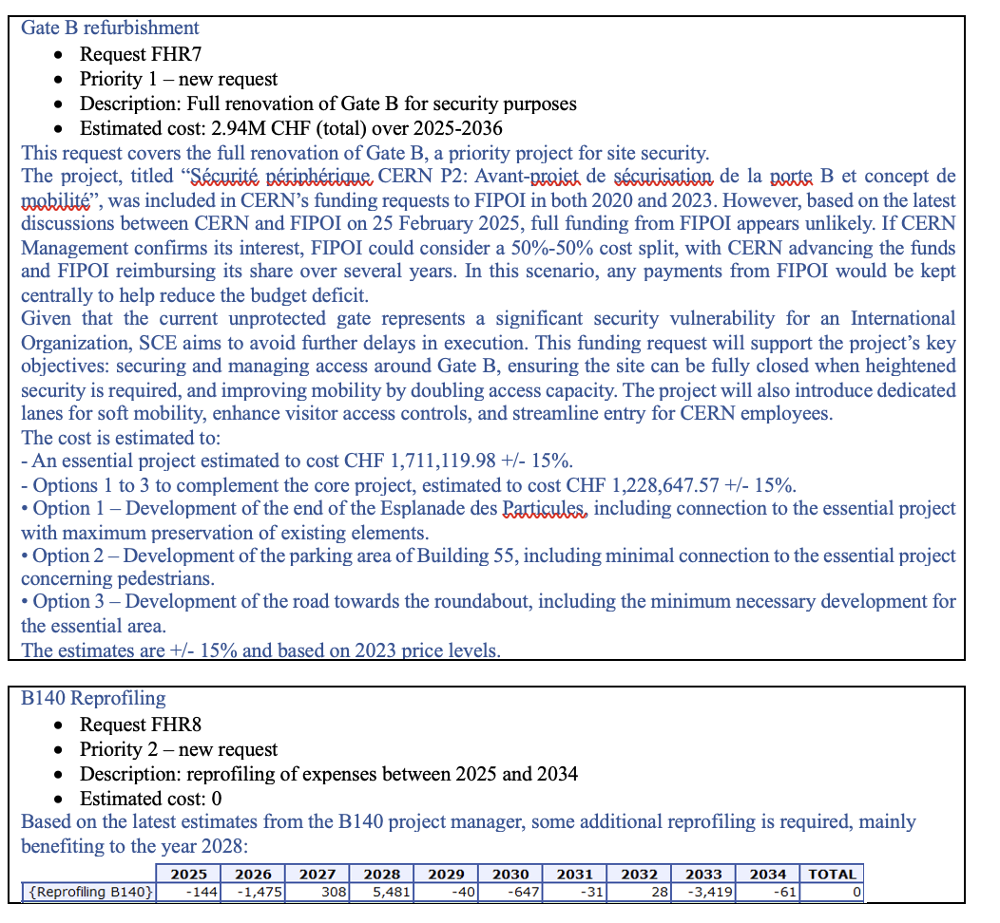 Gate B refurbishment
• Request FHR7
• Priority 1 – new request
• Description: Full renovation of Gate B for security purposes
• Estimated cost: 2.94M CHF (total) over 2025-2036
This request covers the full renovation of Gate B, a priority project for site security.
The project, titled “Sécurité périphérique CERN P2: Avant-projet de sécurisation de la porte B et concept de
mobilité”, was included in CERN’s funding requests to FIPOI in both 2020 and 2023. However, based on the latest
discussions between CERN and FIPOI on 25 February 2025, full funding from FIPOI appears unlikely. If CERN
Management confirms its interest, FIPOI could consider a 50%-50% cost split, with CERN advancing the funds
and FIPOI reimbursing its share over several years. In this scenario, any payments from FIPOI would be kept
centrally to help reduce the budget deficit.
Given that the current unprotected gate represents a significant security vulnerability for an International
Organization, SCE aims to avoid further delays in execution. This funding request will support the project’s key
objectives: securing and managing access around Gate B, ensuring the site can be fully closed when heightened
security is required, and improving mobility by doubling access capacity. The project will also introduce dedicated
lanes for soft mobility, enhance visitor access controls, and streamline entry for CERN employees.
The cost is estimated to:
- An essential project estimated to cost CHF 1,711,119.98 +/- 15%.
- Options 1 to 3 to complement the core project, estimated to cost CHF 1,228,647.57 +/- 15%.
• Option 1 – Development of the end of the Esplanade des Particules, including connection to the essential project
with maximum preservation of existing elements.
• Option 2 – Development of the parking area of Building 55, including minimal connection to the essential project
concerning pedestrians.
• Option 3 – Development of the road towards the roundabout, including the minimum necessary development for
the essential area.
The estimates are +/- 15% and based on 2023 price levels.
B140 Reprofiling
• Request FHR8
• Priority 2 – new request
• Description: reprofiling of expenses between 2025 and 2034
• Estimated cost: 0
Based on the latest estimates from the B140 project manager, some additional reprofiling is required, mainly
benefiting to the year 2028:
2025 2026 2027 2028 2029 2030 2031 2032 2033 2034 TOTAL
{Reprofiling B140} -144 -1,475 308 5,481 -40 -647 -31 28 -3,419 -61 0